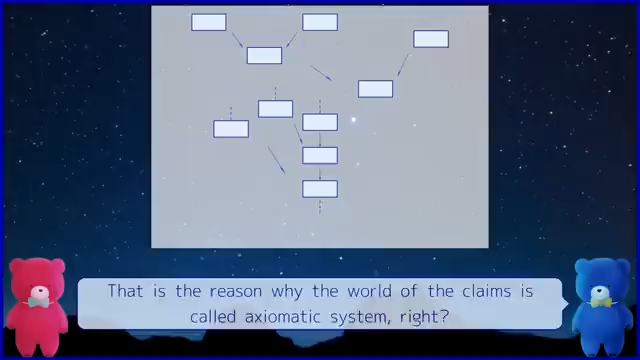 That is the reason why the world of the claims is
called axiomatic system, right?